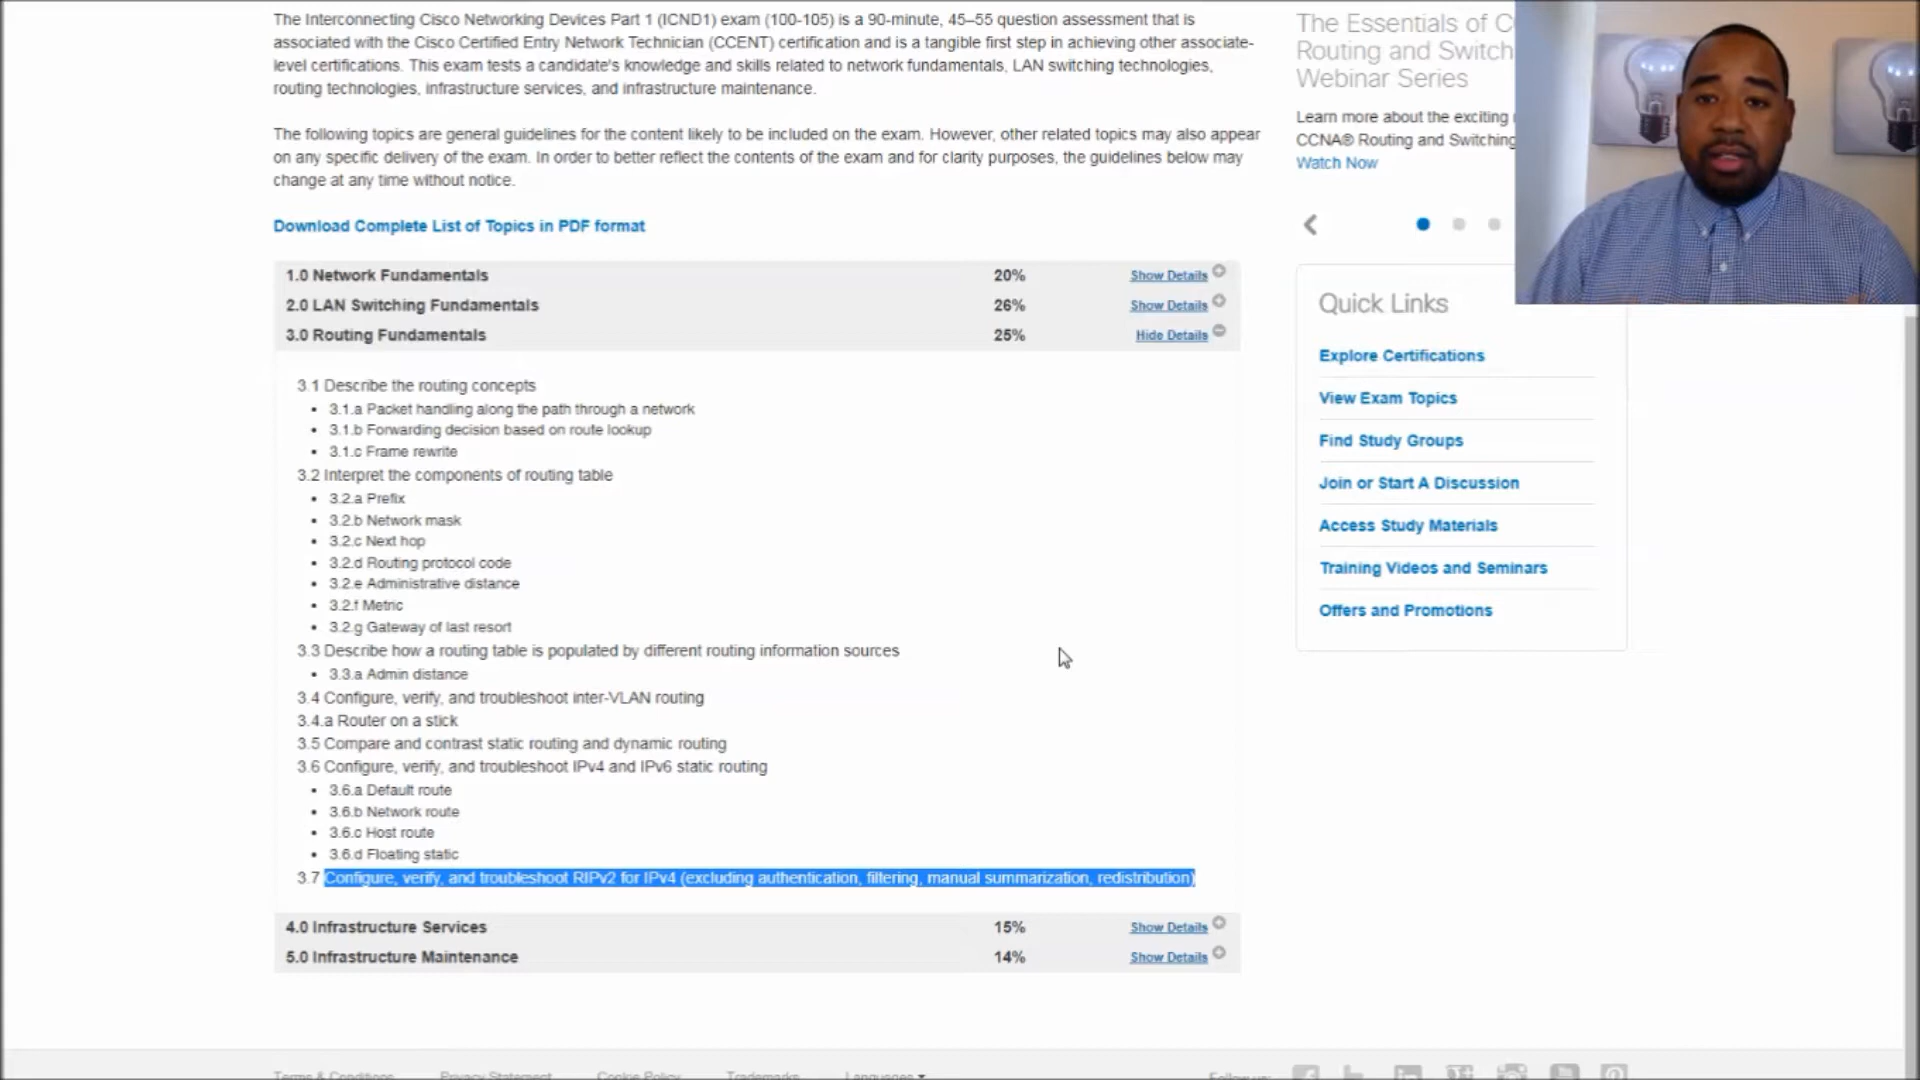 The Interconnecting Cisco Networking Devices Part 1 (ICND1) exam (100-105) is a 90-minute, 45–55 question assessment that is
associated with the Cisco Certified Entry Network Technician (CCENT) certification and is a tangible first step in achieving other associate-
level certifications. This exam tests a candidate's knowledge and skills related to network fundamentals, LAN switching technologies,
routing technologies, infrastructure services, and infrastructure maintenance.
The following topics are general guidelines for the content likely to be included on the exam. However, other related topics may also appear
on any specific delivery of the exam. In order to better reflect the contents of the exam and for clarity purposes, the guidelines below may
change at any time without notice.
Download Complete List of Topics in PDF format
1.0 Network Fundamentals 20% Show Details
2.0 LAN Switching Fundamentals 26% Show Details
3.0 Routing Fundamentals 25% Hide Details
3.1 Describe the routing concepts
• 3.1.a Packet handling along the path through a network
• 3.1.b Forwarding decision based on route lookup
• 3.1.c Frame rewrite
3.2 Interpret the components of routing table
• 3.2.a Prefix
• 3.2.b Network mask
• 3.2.c Next hop
• 3.2.d Routing protocol code
• 3.2.e Administrative distance
• 3.2.f Metric
• 3.2.g Gateway of last resort
3.3 Describe how a routing table is populated by different routing information sources
• 3.3.a Admin distance
3.4 Configure, verify, and troubleshoot inter-VLAN routing
3.4.a Router on a stick
3.5 Compare and contrast static routing and dynamic routing
3.6 Configure, verify, and troubleshoot IPv4 and IPv6 static routing
• 3.6.a Default route
• 3.6.b Network route
• 3.6.c Host route
• 3.6.d Floating static
3.7 Configure, verify, and troubleshoot RIPv2 for IPv4 (excluding authentication, filtering, manual summarization, redistribution)
4.0 Infrastructure Services 15% Show Details
5.0 Infrastructure Maintenance 14% Show Details
The Essentials of
Routing and Switch
Webinar Series
Learn more about the exciting
CCNA® Routing and Switching
Watch Now
Quick Links
Explore Certifications
View Exam Topics
Find Study Groups
Join or Start A Discussion
Access Study Materials
Training Videos and Seminars
Offers and Promotions
Terms & Conditions Privacy Statement Cookie Policy Trademarks Languages Follow us: